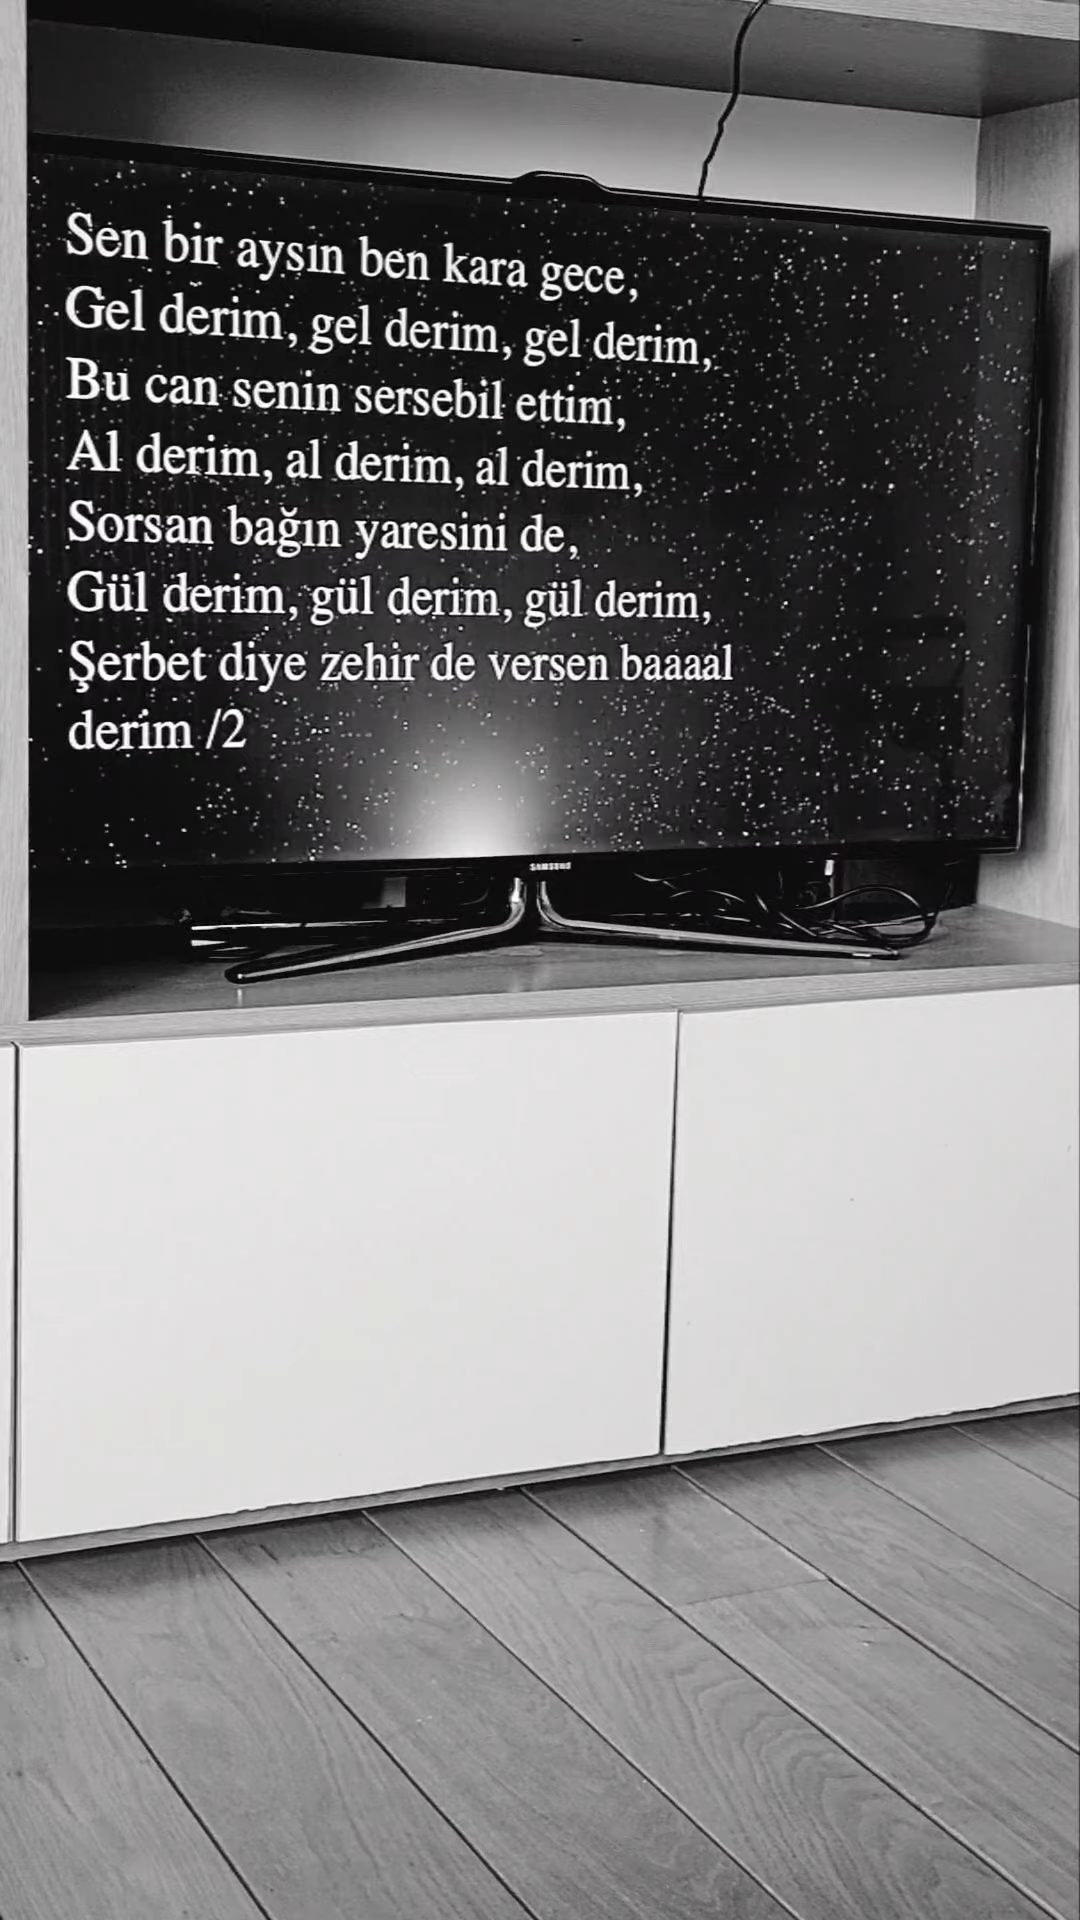 Sen bir aysın ben kara gece,
Gel derim, gel derim, gel derim,
Bu can senin sersebil ettim,
Al derim, al derim, al derim,
Sorsan bağın yaresini de,
Gül derim, gül derim, gül derim,
Şerbet diye zehir de versen baaaal
derim /2
SAMSUNG